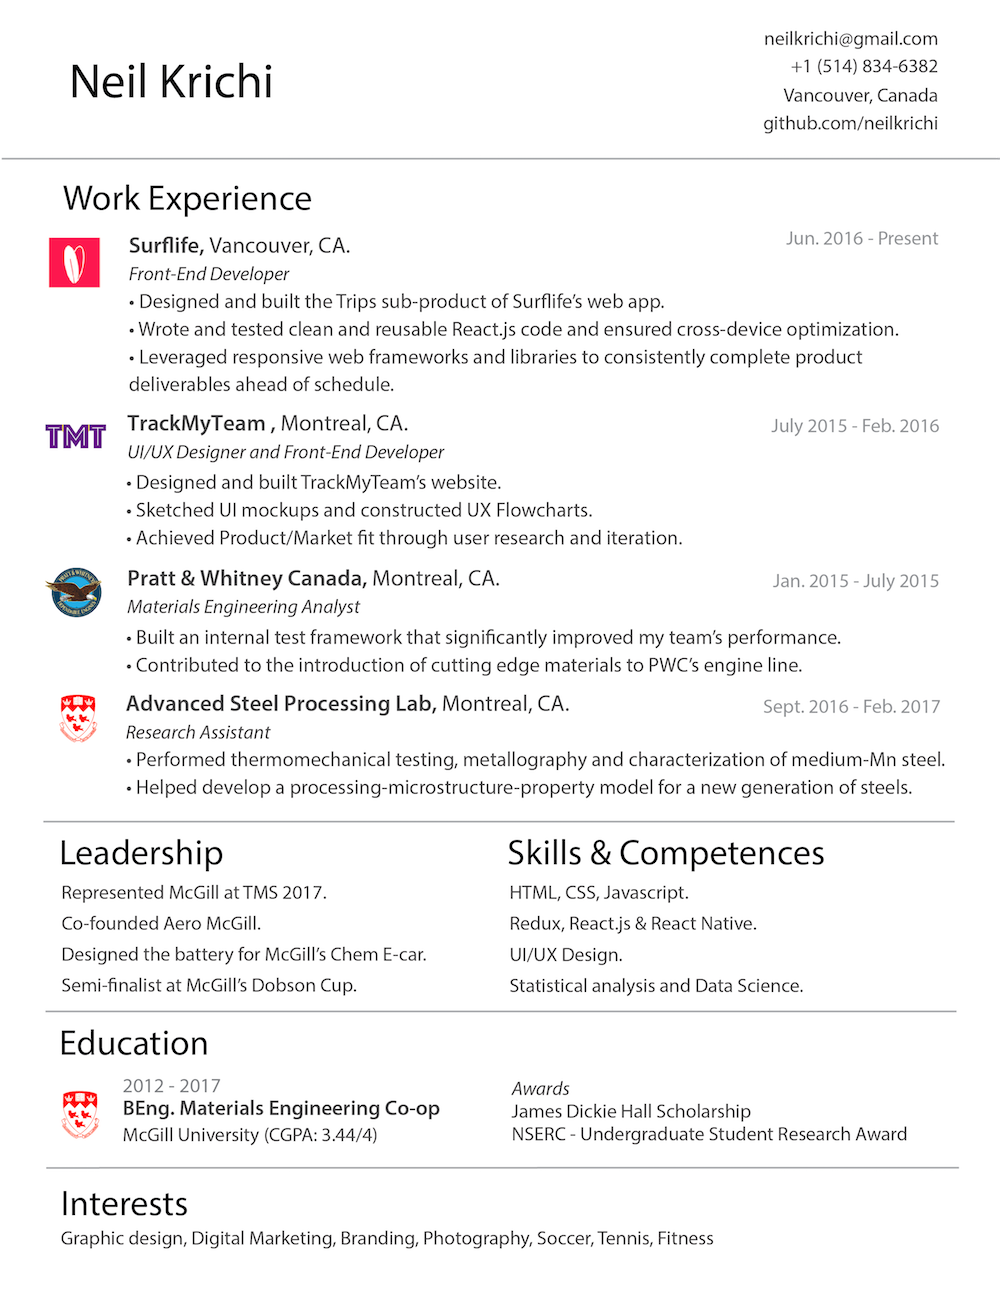 Neil Krichi
neilkrichi@gmail.com
+1 (514) 834-6382
Vancouver, Canada
github.com/neilkrichi
Work Experience
Surflife, Vancouver, CA.
Jun. 2016 - Present
Front-End Developer
• Designed and built the Trips sub-product of Surflife's web app.
• Wrote and tested clean and reusable React.js code and ensured cross-device optimization.
• Leveraged responsive web frameworks and libraries to consistently complete product
deliverables ahead of schedule.
TMT
TrackMyTeam , Montreal, CA.
July 2015 - Feb. 2016
UI/UX Designer and Front-End Developer
• Designed and built TrackMyTeam's website.
• Sketched UI mockups and constructed UX Flowcharts.
• Achieved Product/Market fit through user research and iteration.
Pratt & Whitney Canada, Montreal, CA.
Jan. 2015 - July 2015
Materials Engineering Analyst
• Built an internal test framework that significantly improved my team's performance.
• Contributed to the introduction of cutting edge materials to PWC's engine line.
Advanced Steel Processing Lab, Montreal, CA.
Sept. 2016 - Feb. 2017
Research Assistant
• Performed thermomechanical testing, metallography and characterization of medium-Mn steel.
• Helped develop a processing-microstructure-property model for a new generation of steels.
Leadership
Represented McGill at TMS 2017.
Co-founded Aero McGill.
Designed the battery for McGill's Chem E-car.
Semi-finalist at McGill's Dobson Cup.
Skills & Competences
HTML, CSS, Javascript.
Redux, React.js & React Native.
UI/UX Design.
Statistical analysis and Data Science.
Education
2012 - 2017
BEng. Materials Engineering Co-op
McGill University (CGPA: 3.44/4)
Awards
James Dickie Hall Scholarship
NSERC - Undergraduate Student Research Award
Interests
Graphic design, Digital Marketing, Branding, Photography, Soccer, Tennis, Fitness